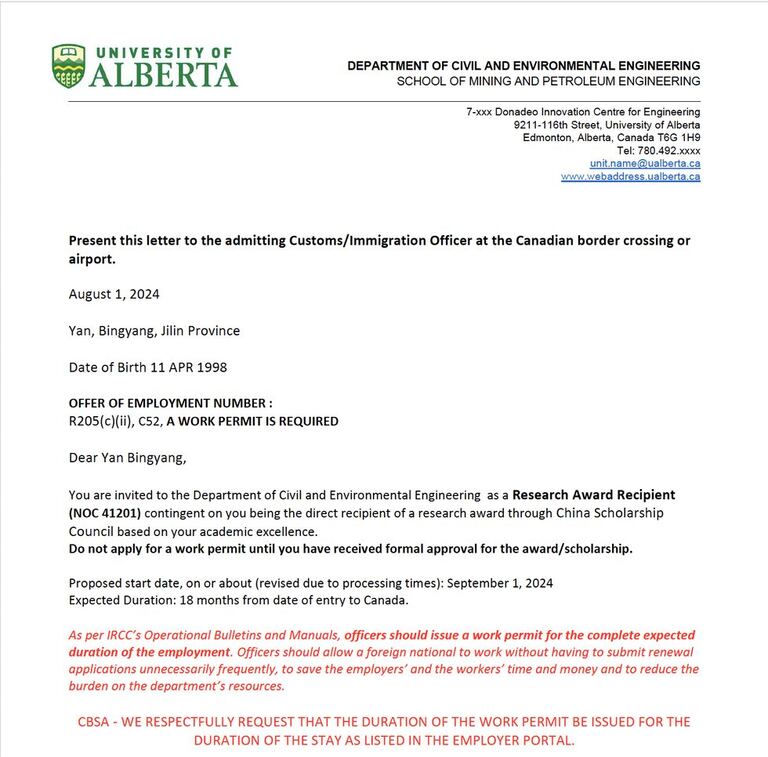 UNIVERSITY OF
ALBERTA
DEPARTMENT OF CIVIL AND ENVIRONMENTAL ENGINEERING
SCHOOL OF MINING AND PETROLEUM ENGINEERING
7-xxx Donadeo Innovation Centre for Engineering
9211-116th Street, University of Alberta
Edmonton, Alberta, Canada T6G 1H9
Tel: 780.492.xxxx
unit.name@ualberta.ca
www.webaddress.ualberta.ca
Present this letter to the admitting Customs/Immigration Officer at the Canadian border crossing or
airport.
August 1, 2024
Yan, Bingyang, Jilin Province
Date of Birth 11 APR 1998
OFFER OF EMPLOYMENT NUMBER :
R205(c)(ii), C52, A WORK PERMIT IS REQUIRED
Dear Yan Bingyang,
You are invited to the Department of Civil and Environmental Engineering as a Research Award Recipient
(NOC 41201) contingent on you being the direct recipient of a research award through China Scholarship
Council based on your academic excellence.
Do not apply for a work permit until you have received formal approval for the award/scholarship.
Proposed start date, on or about (revised due to processing times): September 1, 2024
Expected Duration: 18 months from date of entry to Canada.
As per IRCC's Operational Bulletins and Manuals, officers should issue a work permit for the complete expected
duration of the employment. Officers should allow a foreign national to work without having to submit renewal
applications unnecessarily frequently, to save the employers' and the workers' time and money and to reduce the
burden on the department's resources.
CBSA - WE RESPECTFULLY REQUEST THAT THE DURATION OF THE WORK PERMIT BE ISSUED FOR THE
DURATION OF THE STAY AS LISTED IN THE EMPLOYER PORTAL.